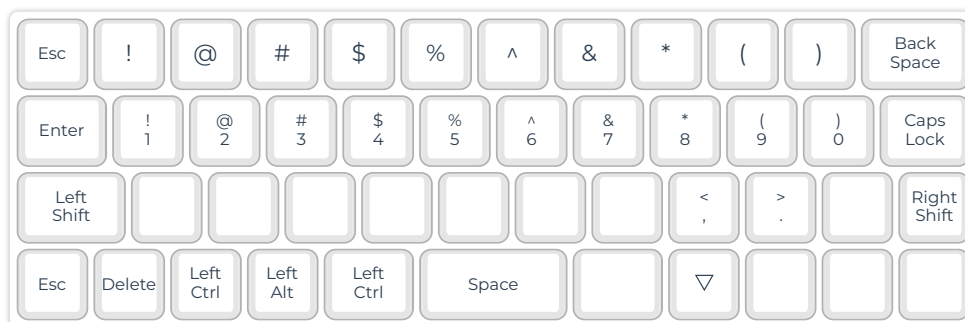 Esc ! @ # $ % ^ & * ( ) Back Space
Enter ! 1 @ 2 # 3 $ 4 % 5 ^ 6 & 7 * 8 ( 9 ) 0 Caps Lock
Left Shift < , > . Right Shift
Esc Delete Left Ctrl Left Alt Left Ctrl Space ▽